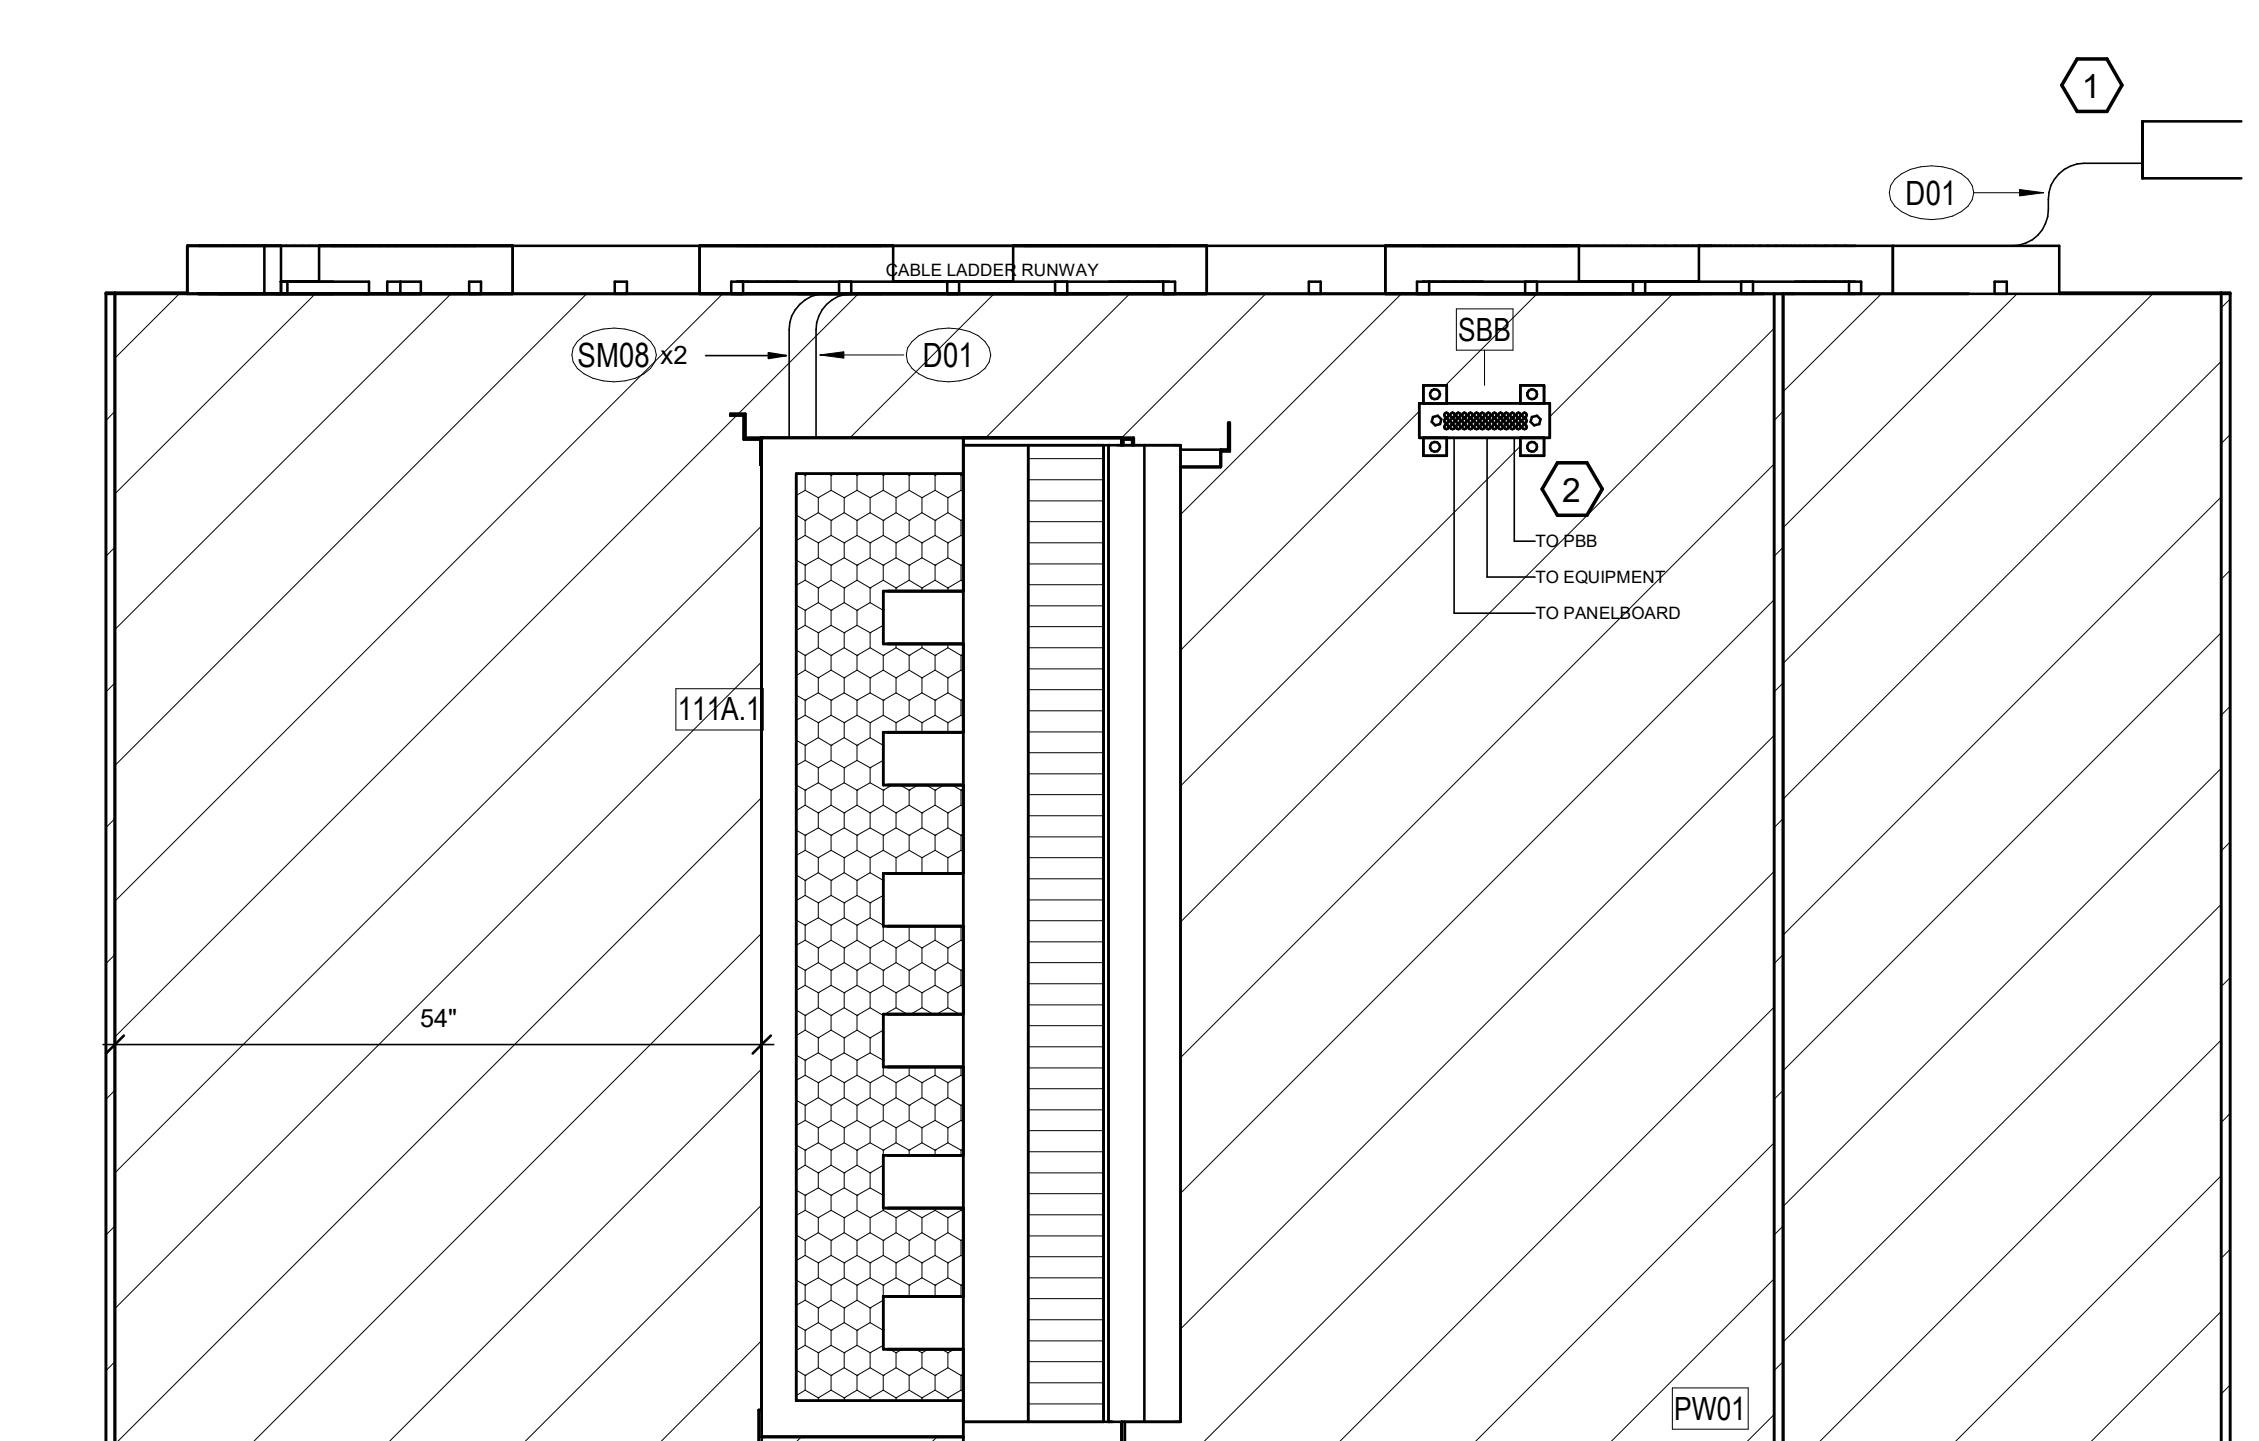 1
D01
CABLE LADDER RUNWAY
SBB
SM08 x2
D01
2
TO PBB
TO EQUIPMENT
TO PANELBOARD
111A.1
54"
PW01